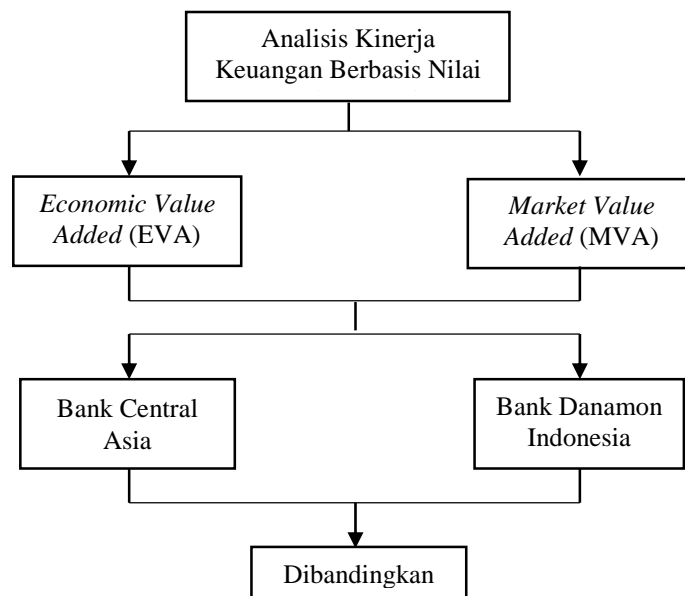 Analisis Kinerja
Keuangan Berbasis Nilai
Economic Value
Added (EVA)
Market Value
Added (MVA)
Bank Central
Asia
Bank Danamon
Indonesia
Dibandingkan